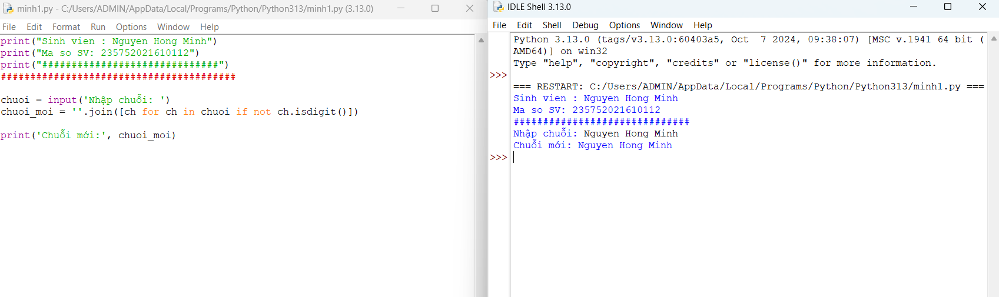 minh1.py - C:/Users/ADMIN/AppData/Local/Programs/Python/Python313/minh1.py (3.13.0)
File Edit Format Run Options Window Help
print("Sinh vien : Nguyen Hong Minh")
print("Ma so SV: 235752021610112")
print("##############################")
########################################
chuoi = input('Nhập chuỗi: ')
chuoi_moi = ''.join([ch for ch in chuoi if not ch.isdigit()])
print('Chuỗi mới:', chuoi_moi)
IDLE Shell 3.13.0
File Edit Shell Debug Options Window Help
Python 3.13.0 (tags/v3.13.0:60403a5, Oct  7 2024, 09:38:07) [MSC v.1941 64 bit (
AMD64)] on win32
Type "help", "copyright", "credits" or "license()" for more information.
>>>
=== RESTART: C:/Users/ADMIN/AppData/Local/Programs/Python/Python313/minh1.py ===
Sinh vien : Nguyen Hong Minh
Ma so SV: 235752021610112
##############################
Nhập chuỗi: Nguyen Hong Minh
Chuỗi mới: Nguyen Hong Minh
>>>